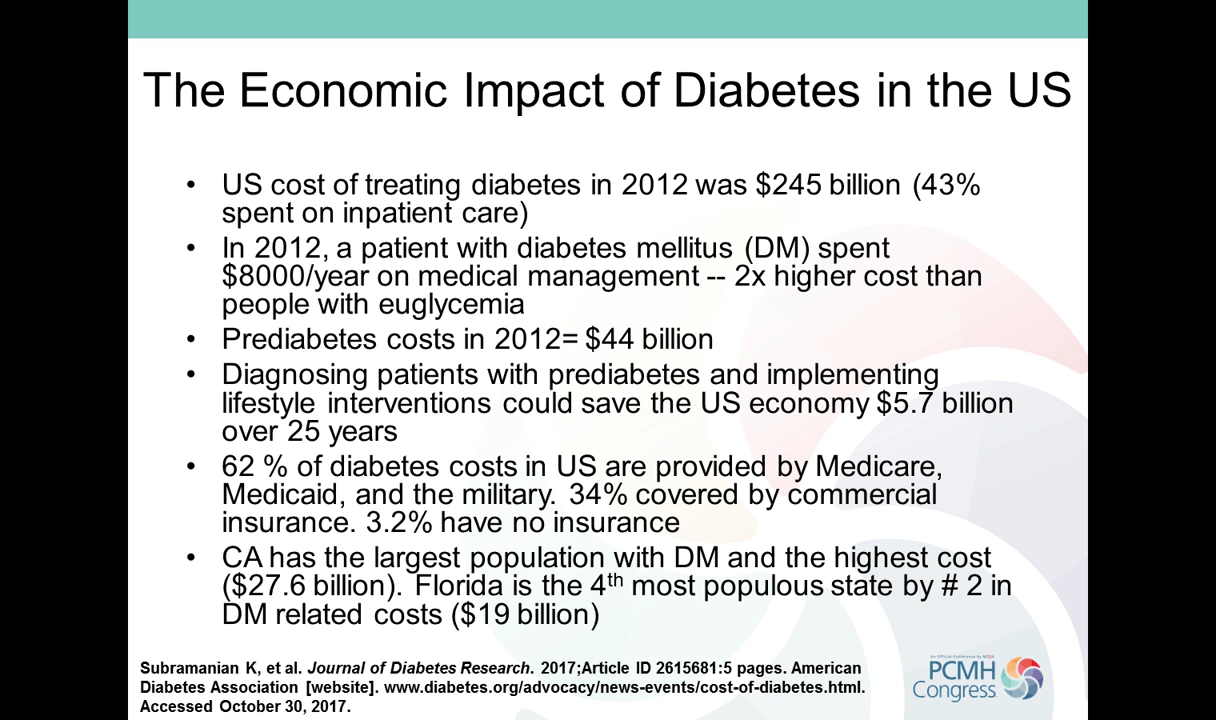 The Economic Impact of Diabetes in the US
• US cost of treating diabetes in 2012 was $245 billion (43%
spent on inpatient care)
• In 2012, a patient with diabetes mellitus (DM) spent
$8000/year on medical management -- 2x higher cost than
people with euglycemia
• Prediabetes costs in 2012= $44 billion
• Diagnosing patients with prediabetes and implementing
lifestyle interventions could save the US economy $5.7 billion
over 25 years
• 62 % of diabetes costs in US are provided by Medicare,
Medicaid, and the military. 34% covered by commercial
insurance. 3.2% have no insurance
• CA has the largest population with DM and the highest cost
($27.6 billion). Florida is the 4th most populous state by # 2 in
DM related costs ($19 billion)
Subramanian K, et al. Journal of Diabetes Research. 2017;Article ID 2615681:5 pages. American
Diabetes Association [website]. www.diabetes.org/advocacy/news-events/cost-of-diabetes.html.
Accessed October 30, 2017.
An Official Conference by NCQA
PCMH
Congress